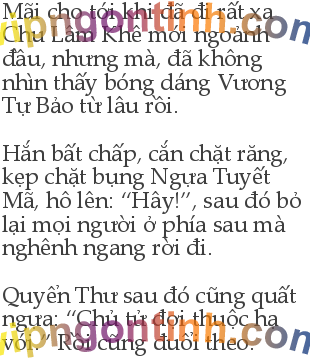 Mãi cho tới khi đã đi rất xa,
Chu Lâm Khê mới ngoảnh
đầu, nhưng mà, đã không
nhìn thấy bóng dáng Vương
Tự Bảo từ lâu rồi.
Hắn bất chấp, cắn chặt răng,
kẹp chặt bụng Ngựa Tuyết
Mã, hô lên: “Hây!”, sau đó bỏ
lại mọi người ở phía sau mà
nghênh ngang rời đi.
Quyển Thư sau đó cũng quất
ngựa: “Chủ tử đợi thuộc hạ
với.” Rồi cũng đuổi theo.
vipngontinh.com